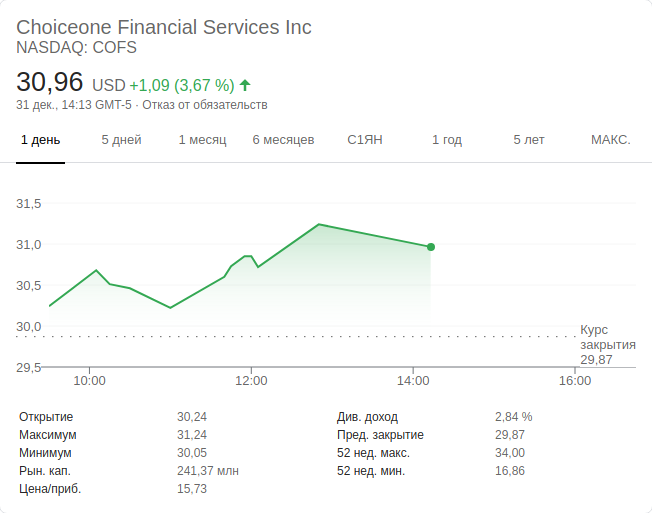 Choiceone Financial Services Inc
NASDAQ: COFS
30,96 USD +1,09 (3,67 %)
31 дек., 14:13 GMT-5 · Отказ от обязательств
1 день 5 дней 1 месяц 6 месяцев С1ЯН 1 год 5 лет МАКС.
31,5
31,0
30,5
30,0
29,5
Курс
закрытия
29,87
10:00 12:00 14:00 16:00
Открытие 30,24
Максимум 31,24
Минимум 30,05
Рын. кап. 241,37 млн
Цена/приб. 15,73
Див. доход 2,84 %
Пред. закрытие 29,87
52 нед. макс. 34,00
52 нед. мин. 16,86